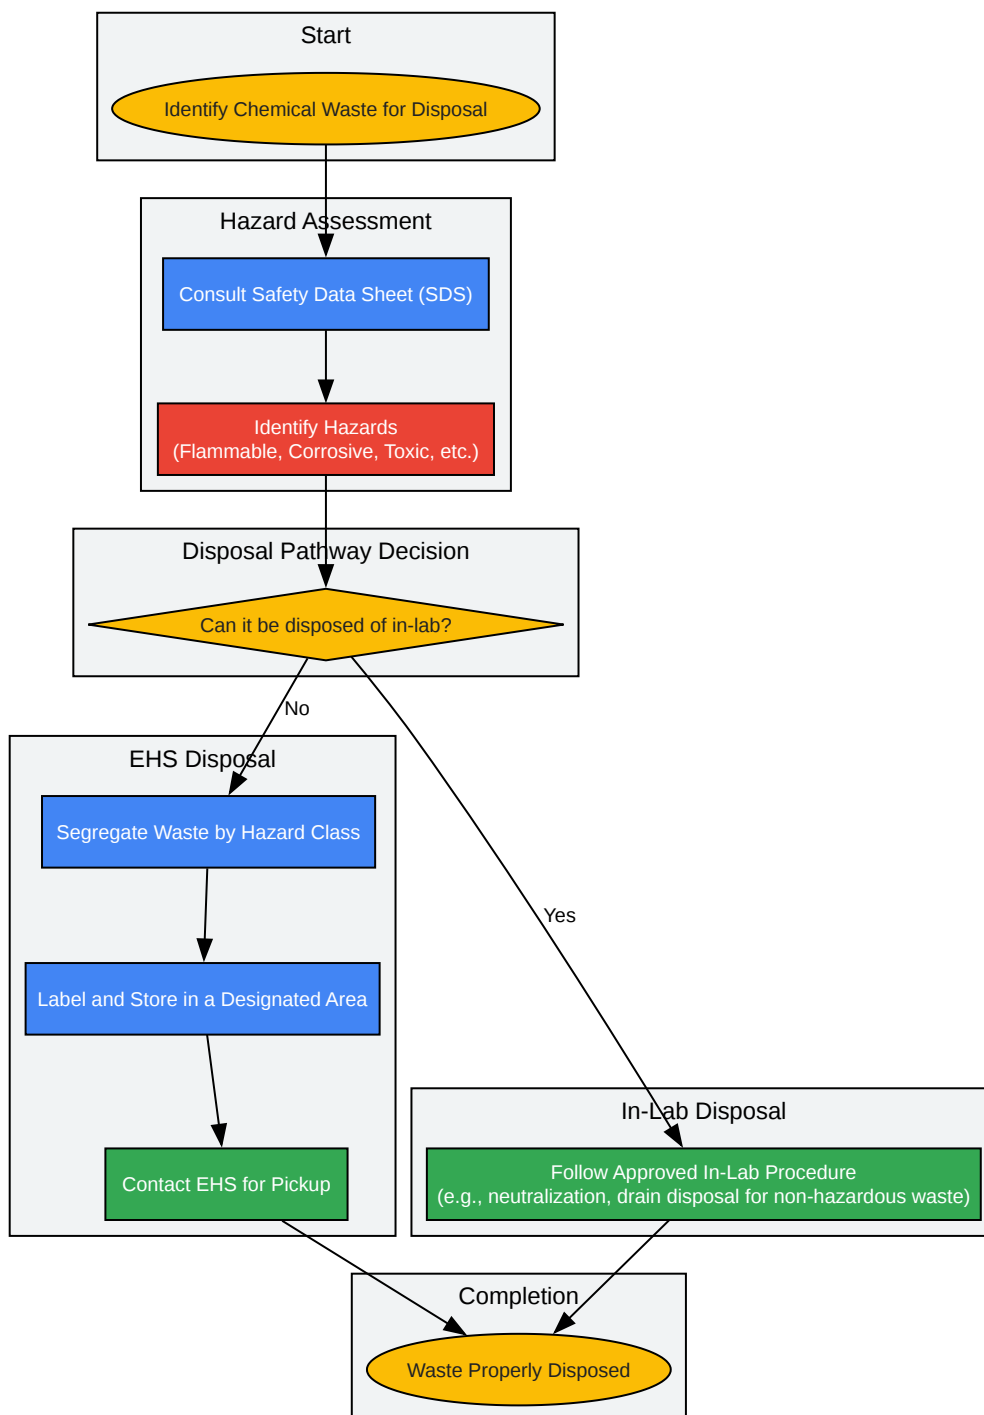 Start
Identify Chemical Waste for Disposal
Hazard Assessment
Consult Safety Data Sheet (SDS)
Identify Hazards
(Flammable, Corrosive, Toxic, etc.)
Disposal Pathway Decision
Can it be disposed of in-lab?
No
EHS Disposal
Segregate Waste by Hazard Class
Yes
Label and Store in a Designated Area
Contact EHS for Pickup
In-Lab Disposal
Follow Approved In-Lab Procedure
(e.g., neutralization, drain disposal for non-hazardous waste)
Completion
Waste Properly Disposed